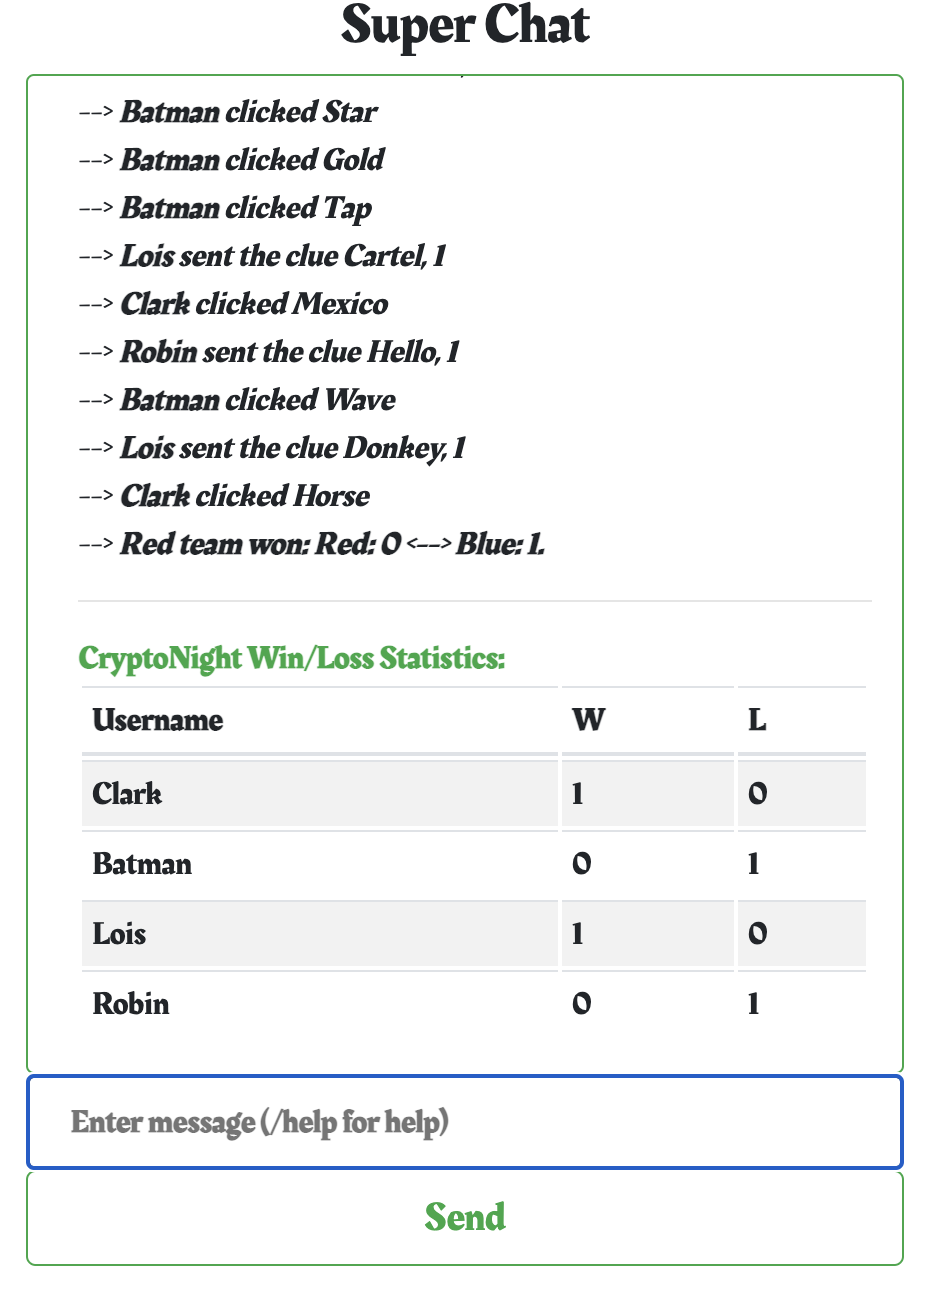 Super Chat
--> Batman clicked Star
--> Batman clicked Gold
--> Batman clicked Tap
--> Lois sent the clue Cartel, 1
--> Clark clicked Mexico
--> Robin sent the clue Hello, 1
--> Batman clicked Wave
--> Lois sent the clue Donkey, 1
--> Clark clicked Horse
--> Red team won: Red: 0 <--> Blue: 1.
CryptoNight Win/Loss Statistics:
Username W L
Clark 1 0
Batman 0 1
Lois 1 0
Robin 0 1
Enter message (/help for help)
Send